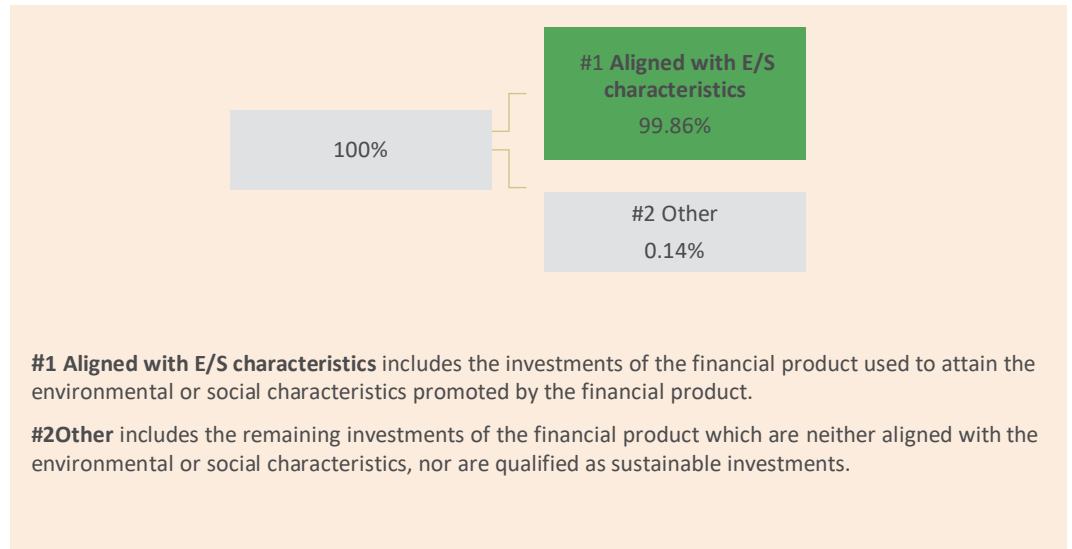 100%
#1 Aligned with E/S
characteristics
99.86%
#2 Other
0.14%
#1 Aligned with E/S characteristics includes the investments of the financial product used to attain the
environmental or social characteristics promoted by the financial product.
#2Other includes the remaining investments of the financial product which are neither aligned with the
environmental or social characteristics, nor are qualified as sustainable investments.